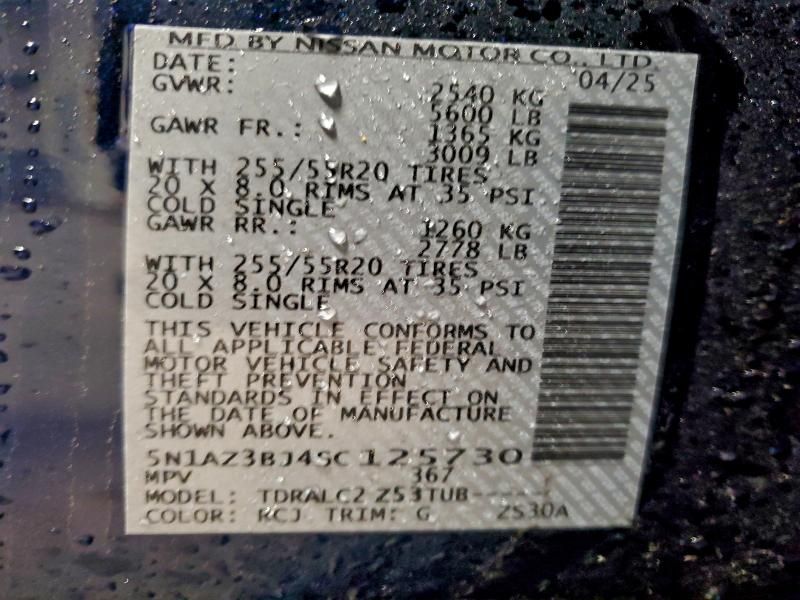 MFD BY NISSAN MOTOR CO., LTD.
DATE: 04/25
GVWR: 2540 KG
5600 LB
GAWR FR.: 1365 KG
3009 LB
WITH 255/55R20 TIRES
20 X 8.0 RIMS AT 35 PSI
COLD SINGLE
GAWR RR.: 1260 KG
2778 LB
WITH 255/55R20 TIRES
20 X 8.0 RIMS AT 35 PSI
COLD SINGLE
THIS VEHICLE CONFORMS TO
ALL APPLICABLE FEDERAL
MOTOR VEHICLE SAFETY AND
THEFT PREVENTION
STANDARDS IN EFFECT ON
THE DATE OF MANUFACTURE
SHOWN ABOVE.
5N1AZ3BJ4SC125730
MPV 367
MODEL: TDRALC2 Z53TUB------
COLOR: RCJ TRIM: G ZS30A